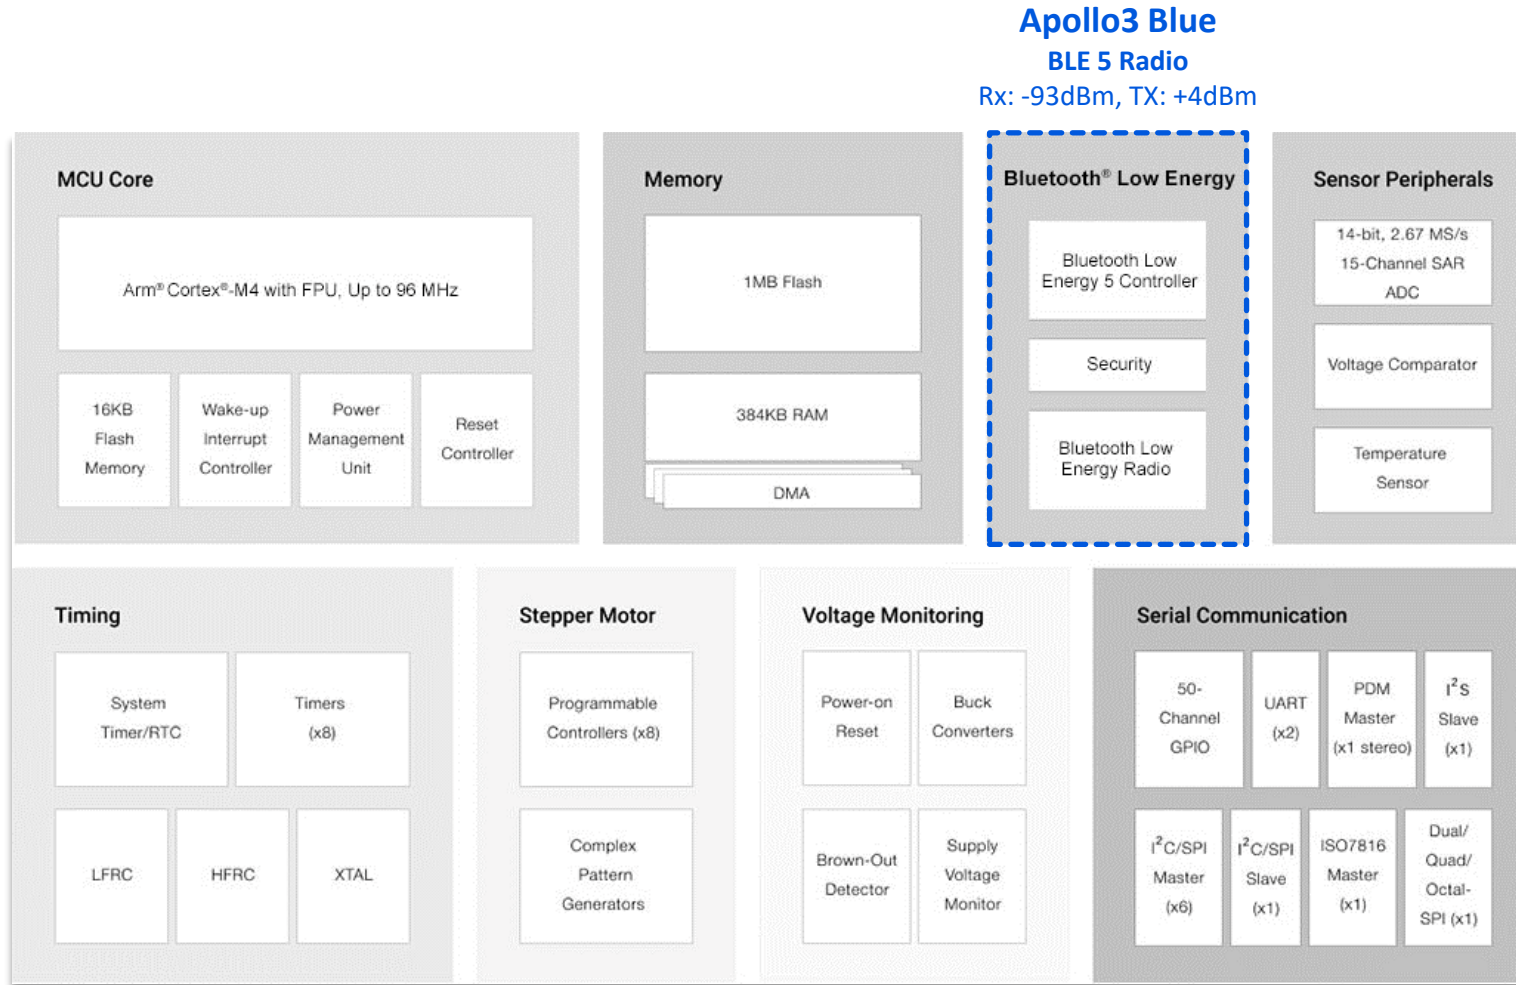 Apollo3 Blue
BLE 5 Radio
Rx: -93dBm, TX: +4dBm
MCU Core
Arm® Cortex®-M4 with FPU, Up to 96 MHz
16KB
Flash
Memory
Wake-up
Interrupt
Controller
Power
Management
Unit
Reset
Controller
Memory
1MB Flash
384KB RAM
DMA
Bluetooth® Low Energy
Bluetooth Low
Energy 5 Controller
Security
Bluetooth Low
Energy Radio
Sensor Peripherals
14-bit, 2.67 MS/s
15-Channel SAR
ADC
Voltage Comparator
Temperature
Sensor
Timing
System
Timer/RTC
Timers
(x8)
LFRC
HFRC
XTAL
Stepper Motor
Programmable
Controllers (x8)
Complex
Pattern
Generators
Voltage Monitoring
Power-on
Reset
Buck
Converters
Brown-Out
Detector
Supply
Voltage
Monitor
Serial Communication
50-
Channel
GPIO
UART
(x2)
PDM
Master
(x1 stereo)
I²S
Slave
(x1)
I²C/SPI
Master
(x6)
I²C/SPI
Slave
(x1)
ISO7816
Master
(x1)
Dual/
Quad/
Octal-
SPI (x1)